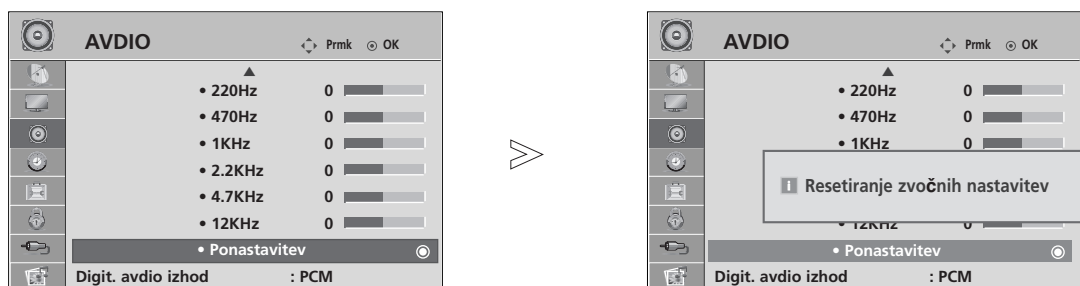 AVDIO Prmk OK
• 220Hz 0
• 470Hz 0
• 1KHz 0
• 2.2KHz 0
• 4.7KHz 0
• 12KHz 0
• Ponastavitev
Digit. avdio izhod : PCM
AVDIO Prmk OK
• 220Hz 0
• 470Hz 0
• 1KHz 0
Resetiranje zvočnih nastavitev
• 12KHz 0
• Ponastavitev
Digit. avdio izhod : PCM